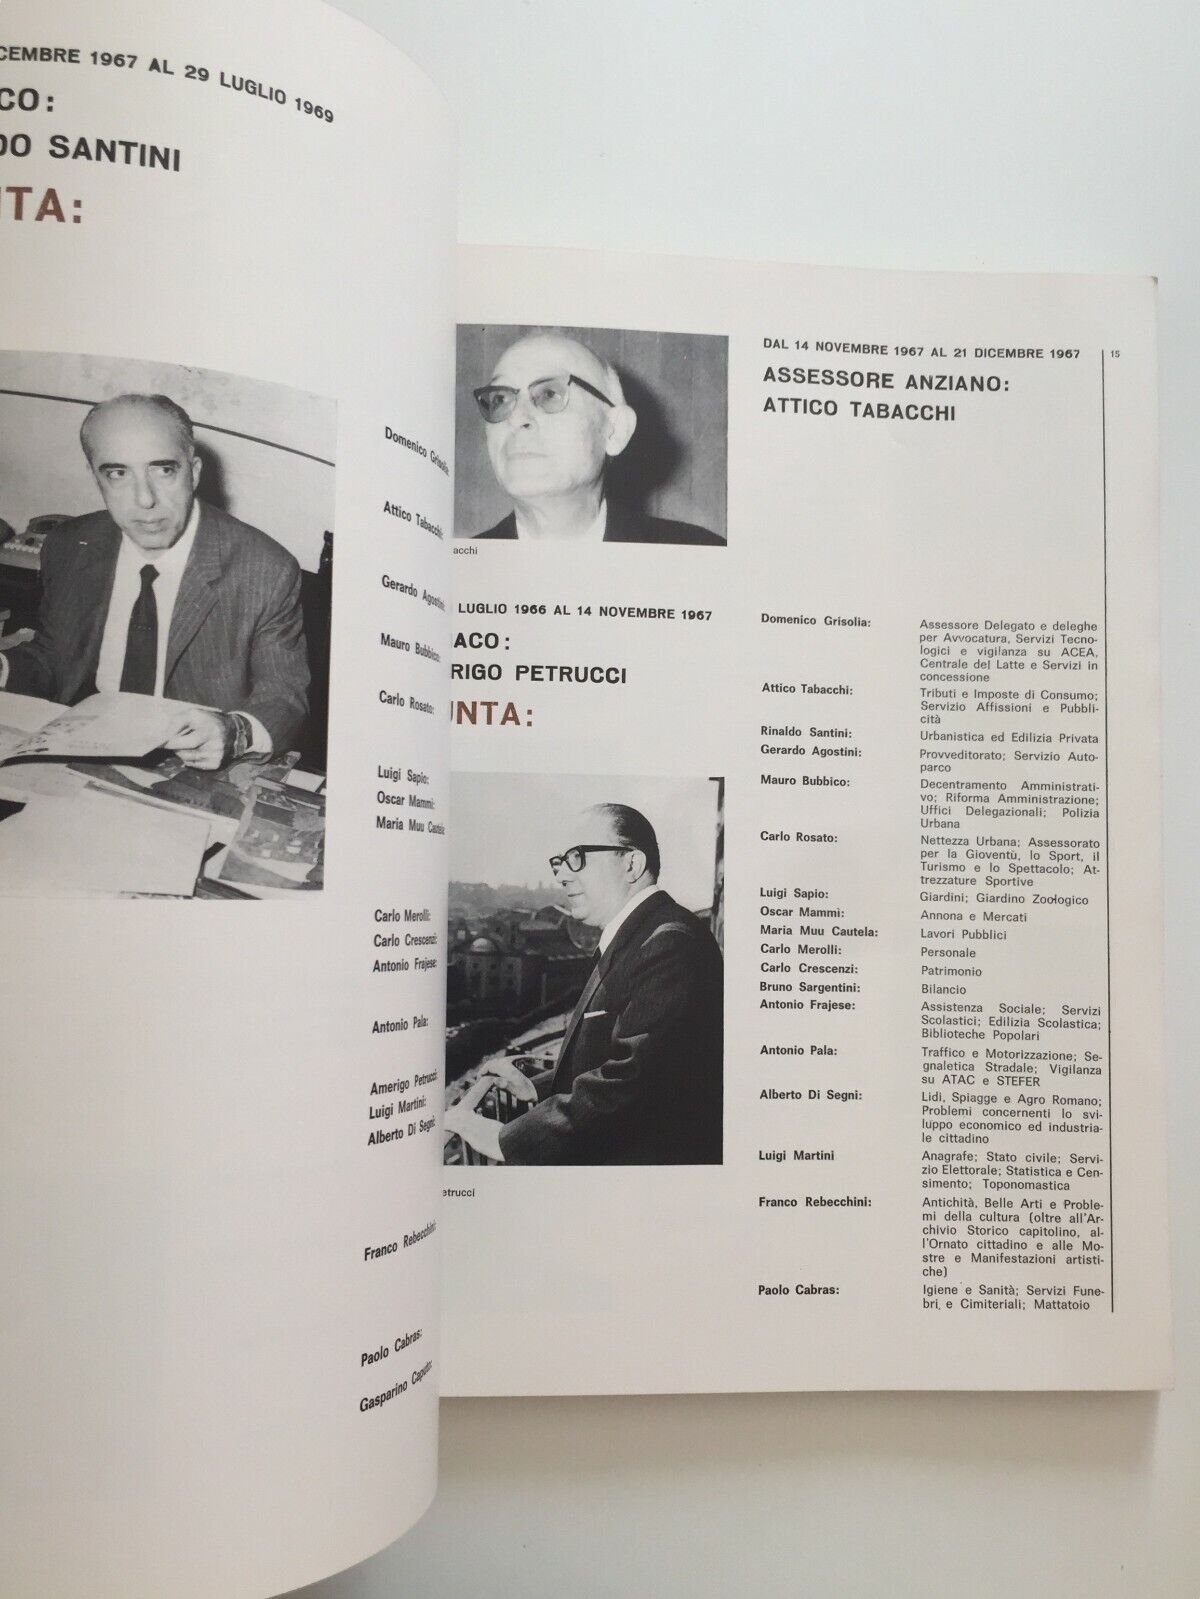 CEMBRE 1967 AL 29 LUGLIO 1969
CO:
DO SANTINI
NTA:
Domenico Grisolia:
Attico Tabacchi:
Gerardo Agostini:
Mauro Bubbico:
Carlo Rosato:
Luigi Sapio:
Oscar Mammì:
Maria Muu Cautela
Carlo Merolli:
Carlo Crescenzi:
Antonio Frajese:
Antonio Pala:
Amerigo Petrucci
Luigi Martini:
Alberto Di Segni:
Franco Rebecchini:
Paolo Cabras:
Gasparino
acchi
DAL 14 NOVEMBRE 1967 AL 21 DICEMBRE 1967
15
ASSESSORE ANZIANO:
ATTICO TABACCHI
LUGLIO 1966 AL 14 NOVEMBRE 1967
ACO:
RIGO PETRUCCI
UNTA:
etrucci
Domenico Grisolia: Assessore Delegato e deleghe
per Avvocatura, Servizi Tecno-
logici e vigilanza su ACEA,
Centrale del Latte e Servizi in
concessione
Attico Tabacchi: Tributi e Imposte di Consumo;
Servizio Affissioni e Pubbli-
cità
Rinaldo Santini: Urbanistica ed Edilizia Privata
Gerardo Agostini: Provveditorato; Servizio Auto-
parco
Mauro Bubbico: Decentramento Amministrati-
vo; Riforma Amministrazione;
Uffici Delegazionali; Polizia
Urbana
Carlo Rosato: Nettezza Urbana; Assessorato
per la Gioventù, lo Sport, il
Turismo e lo Spettacolo; At-
trezzature Sportive
Luigi Sapio: Giardini; Giardino Zoologico
Oscar Mammì: Annona e Mercati
Maria Muu Cautela: Lavori Pubblici
Carlo Merolli: Personale
Carlo Crescenzi: Patrimonio
Bruno Sargentini: Bilancio
Antonio Frajese: Assistenza Sociale; Servizi
Scolastici; Edilizia Scolastica;
Biblioteche Popolari
Antonio Pala: Traffico e Motorizzazione; Se-
gnaletica Stradale; Vigilanza
su ATAC e STEFER
Alberto Di Segni: Lidi, Spiagge e Agro Romano;
Problemi concernenti lo svi-
luppo economico ed industria-
le cittadino
Luigi Martini Anagrafe; Stato civile; Servi-
zio Elettorale; Statistica e Cen-
simento; Toponomastica
Franco Rebecchini: Antichità, Belle Arti e Proble-
mi della cultura (oltre all'Ar-
chivio Storico capitolino, al-
l'Ornato cittadino e alle Mo-
stre e Manifestazioni artisti-
che)
Paolo Cabras: Igiene e Sanità; Servizi Fune-
bri e Cimiteriali; Mattatoio